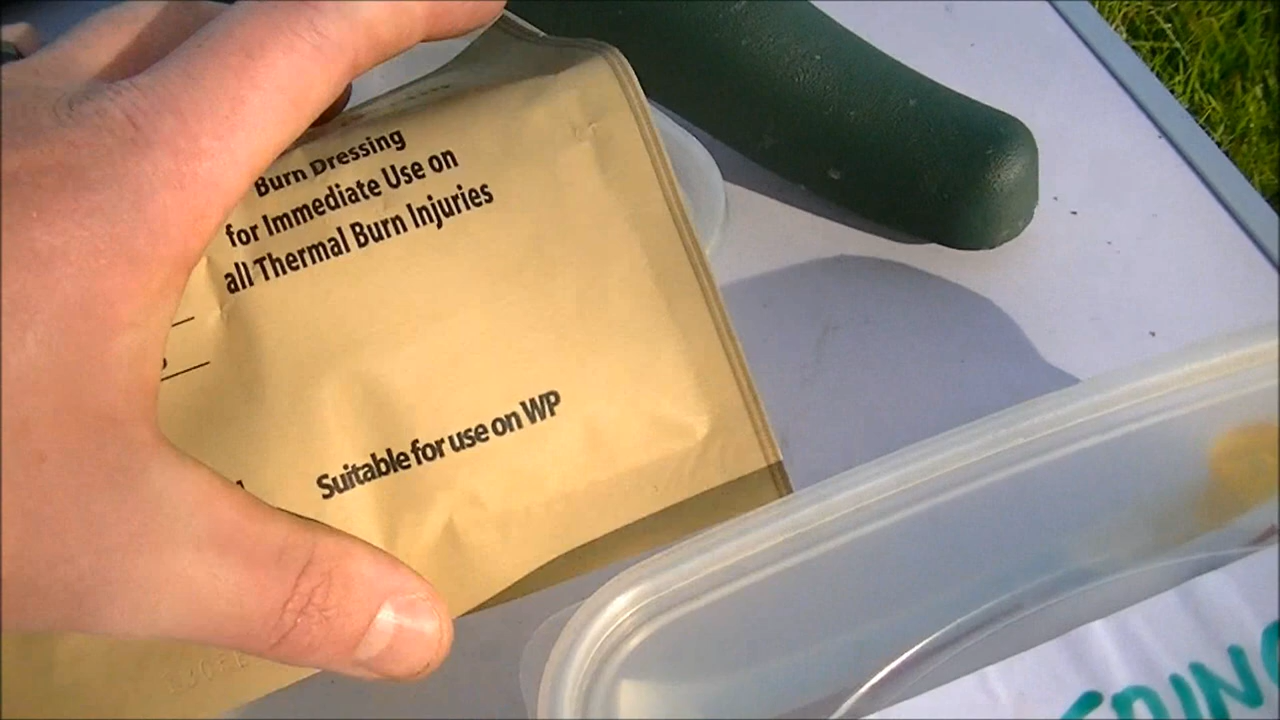 Burn Dressing
for Immediate Use on
all Thermal Burn Injuries
Suitable for use on WP